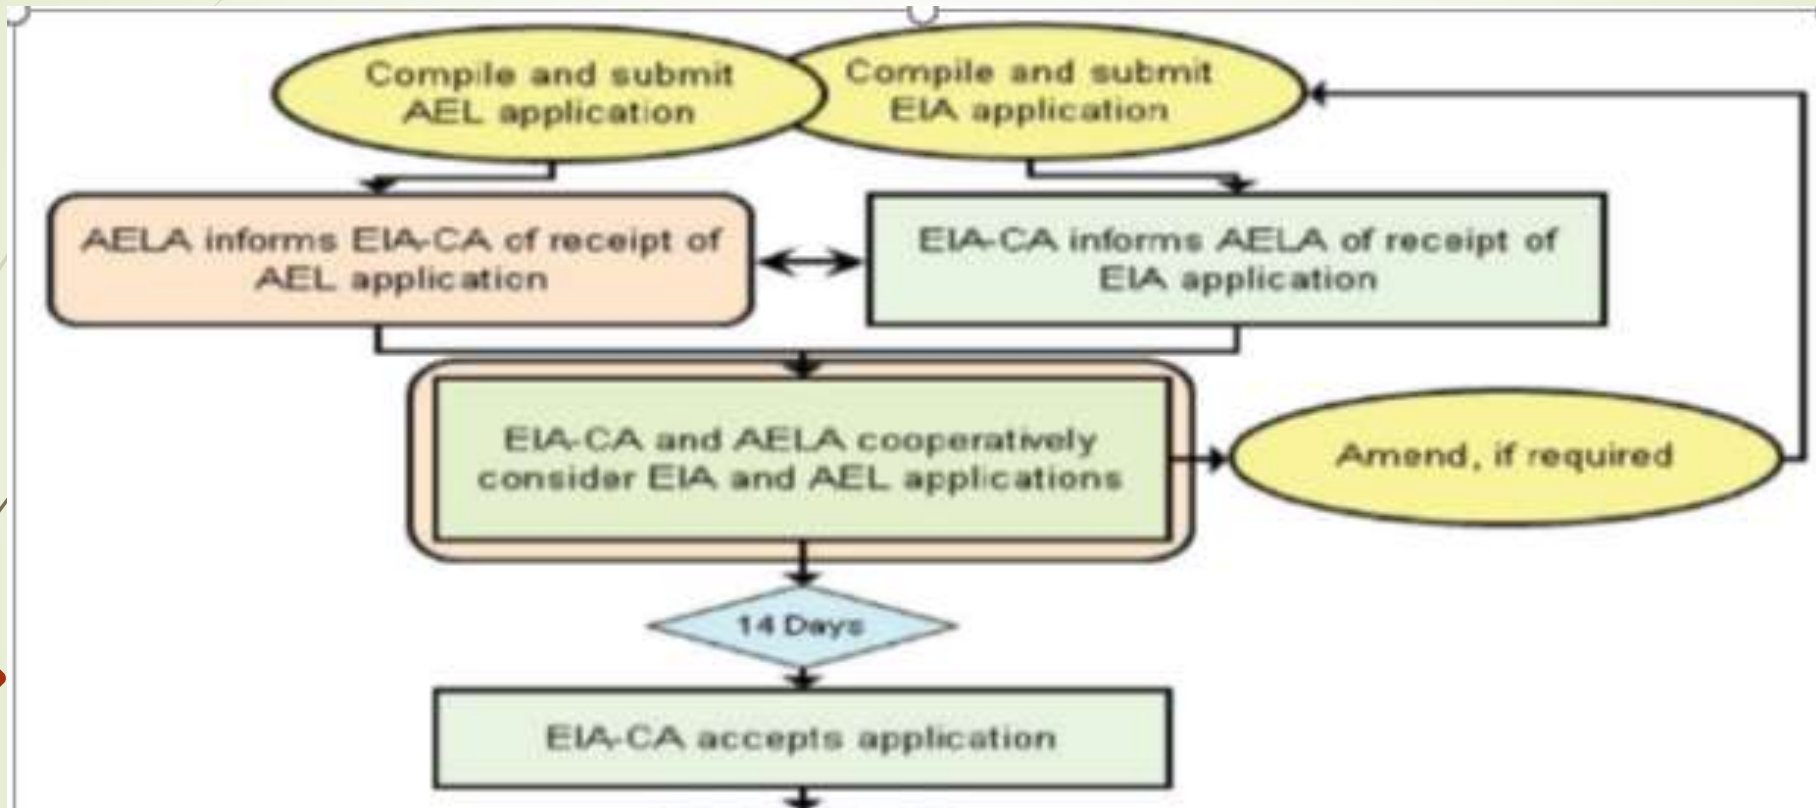 Compile and submit
AEL application
Compile and submit
EIA application
AELA informs EIA-CA of receipt of
AEL application
EIA-CA informs AELA of receipt of
EIA application
EIA-CA and AELA cooperatively
consider EIA and AEL applications
Amend, if required
14 Days
EIA-CA accepts application